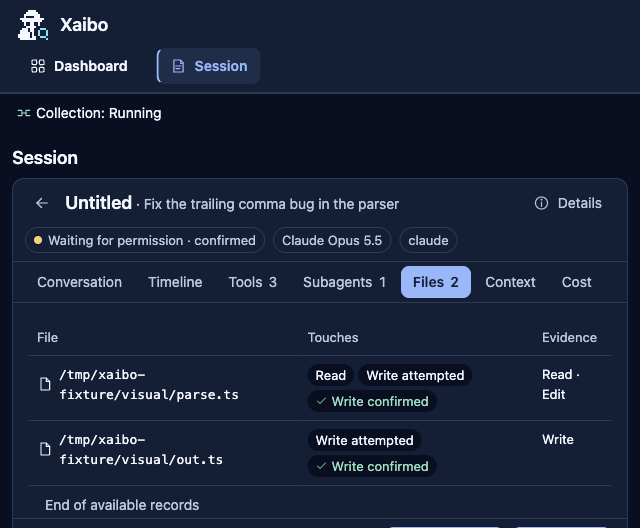 Xaibo
Dashboard
Session
Collection: Running
Session
Untitled · Fix the trailing comma bug in the parser
Details
Waiting for permission · confirmed
Claude Opus 5.5
claude
Conversation
Timeline
Tools 3
Subagents 1
Files 2
Context
Cost
File
Touches
Evidence
/tmp/xaibo-
fixture/visual/parse.ts
Read
Write attempted
Write confirmed
Read ·
Edit
/tmp/xaibo-
fixture/visual/out.ts
Write attempted
Write confirmed
Write
End of available records